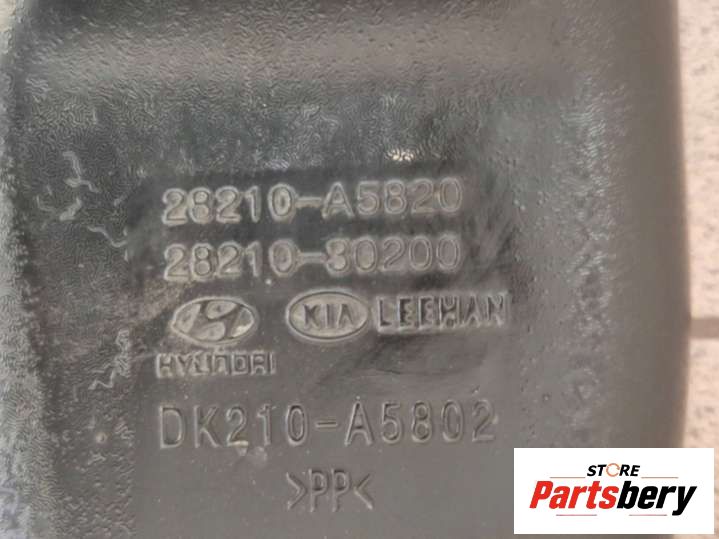 28210-A5820
28210-30200
KIA LEEHAN
HYUNDAI
DK210-A5802
>PP<
STORE
Partsbery